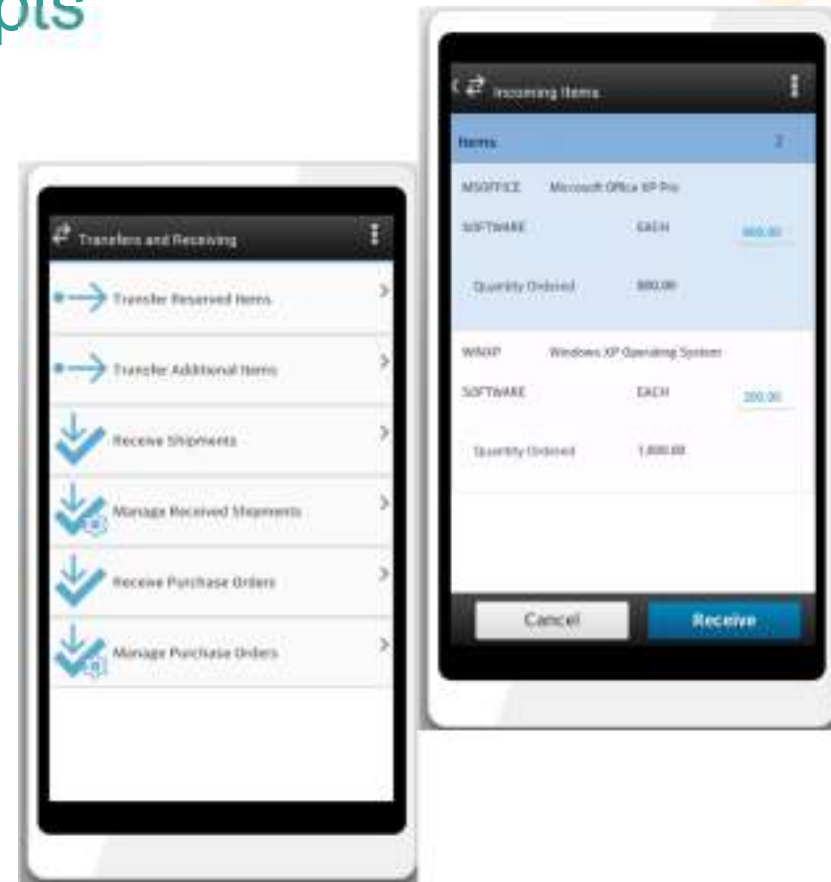 pts
Transfers and Receiving
Transfer Reserved Items
Transfer Additional Items
Receive Shipments
Manage Received Shipments
Receive Purchase Orders
Manage Purchase Orders
Incoming Items
Items 2
MSOFFICE Microsoft Office XP Pro
SOFTWARE EACH
Quantity Ordered 800.00
WINXP Windows XP Operating System
SOFTWARE EACH 200.00
Quantity Ordered
Cancel Receive